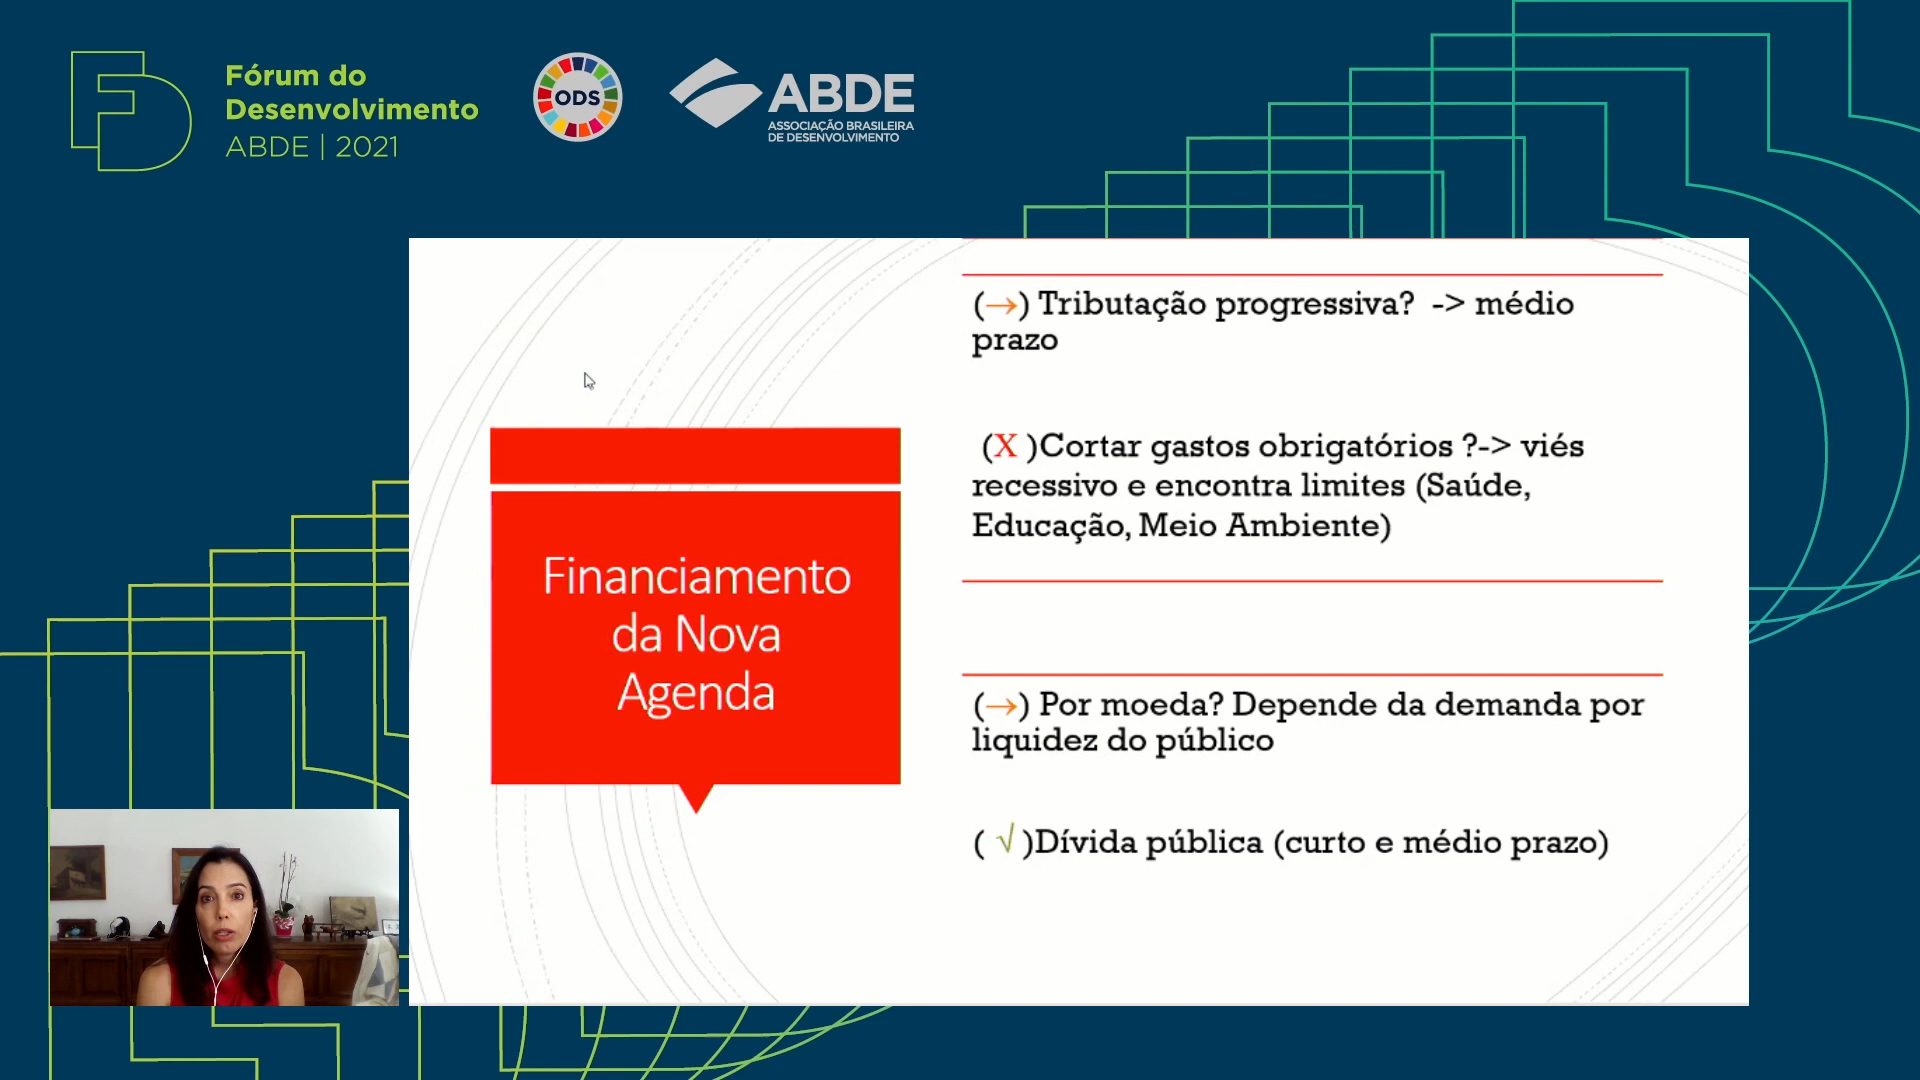 Fórum do
Desenvolvimento
ABDE | 2021
ODS
ABDE
ASSOCIAÇÃO BRASILEIRA
DE DESENVOLVIMENTO
Financiamento
da Nova
Agenda
(→) Tributação progressiva? -> médio
prazo
(X )Cortar gastos obrigatórios ?-> viés
recessivo e encontra limites (Saúde,
Educação, Meio Ambiente)
(→) Por moeda? Depende da demanda por
liquidez do público
( √ )Dívida pública (curto e médio prazo)